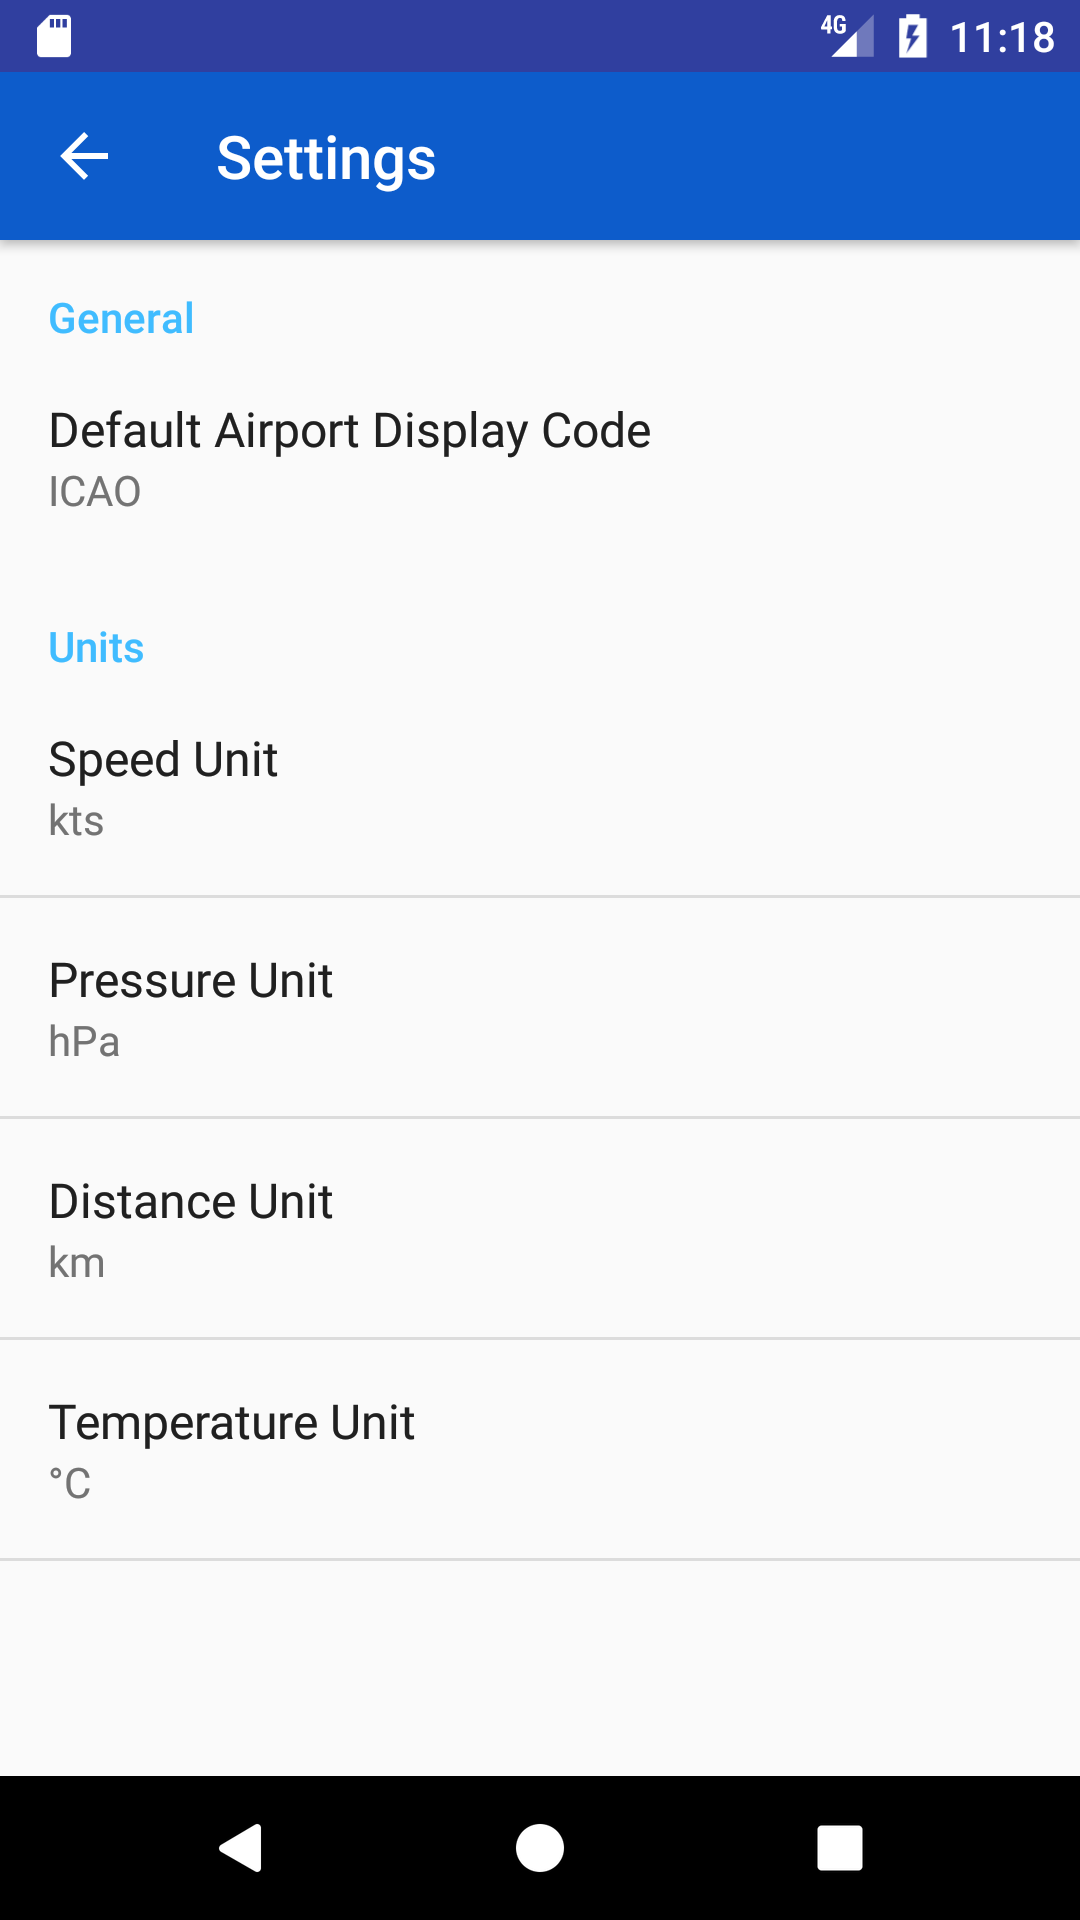 4G 11:18
Settings
General
Default Airport Display Code
ICAO
Units
Speed Unit
kts
Pressure Unit
hPa
Distance Unit
km
Temperature Unit
°C